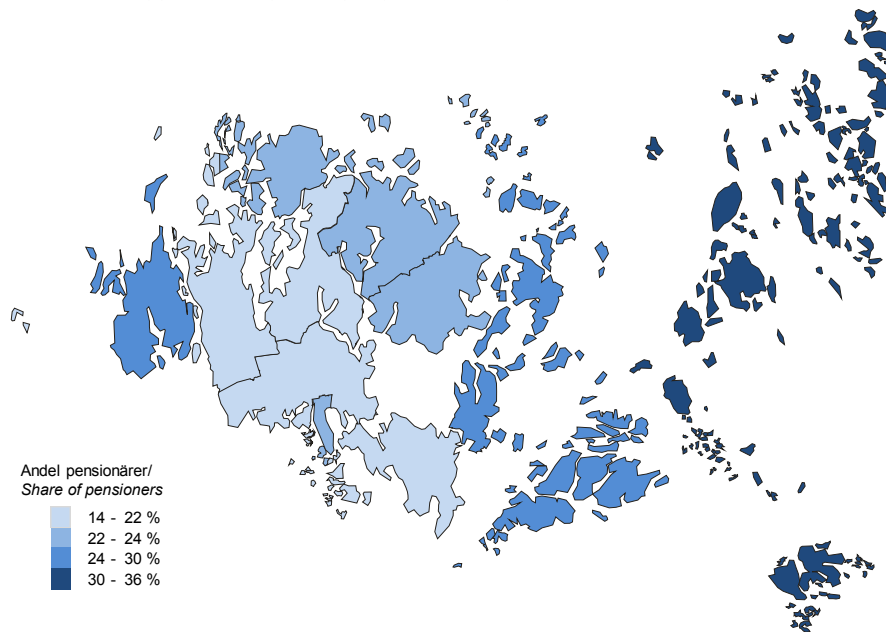 Andel pensionärer/
Share of pensioners
14 - 22 %
22 - 24 %
24 - 30 %
30 - 36 %